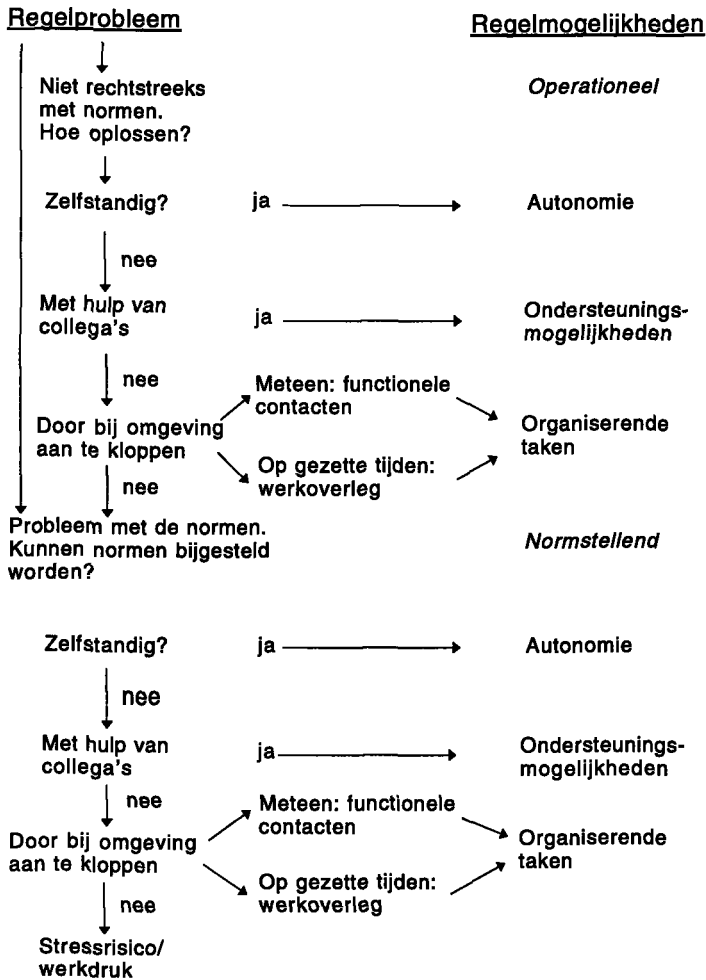 Regelprobleem
Regelmogelijkheden
Niet rechtstreeks
met normen.
Hoe oplossen?
Operationeel
Zelfstandig?
ja
Autonomie
nee
Met hulp van
collega's
ja
Ondersteunings-
mogelijkheden
nee
Meteen: functionele
contacten
Door bij omgeving
aan te kloppen
Organiserende
taken
Op gezette tijden:
werkoverleg
nee
Probleem met de normen.
Kunnen normen bijgesteld
worden?
Normstellend
Zelfstandig?
ja
Autonomie
nee
Met hulp van
collega's
ja
Ondersteunings-
mogelijkheden
nee
Meteen: functionele
contacten
Door bij omgeving
aan te kloppen
Organiserende
taken
Op gezette tijden:
werkoverleg
nee
Stressrisico/
werkdruk